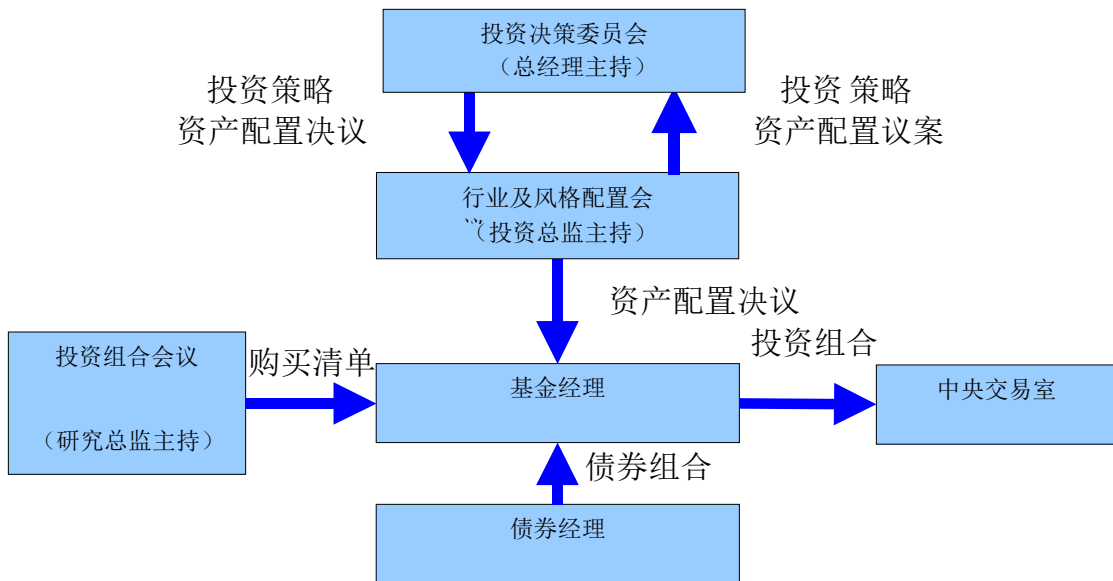 投资决策委员会
（总经理主持）
投资策略
资产配置决议
投资 策略
资产配置议案
行业及风格配置会
（投资总监主持）
资产配置决议
投资组合
投资组合会议
（研究总监主持）
购买清单
基金经理
中央交易室
债券组合
债券经理